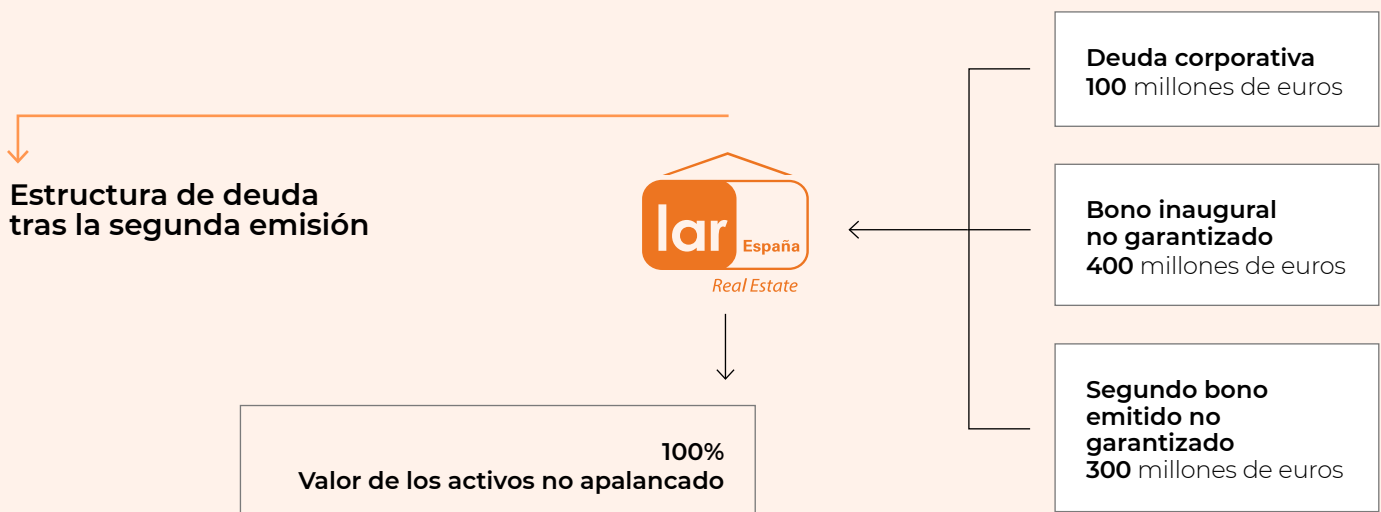 Estructura de deuda
tras la segunda emisión
lar
España
Real Estate
100%
Valor de los activos no apalancado
Deuda corporativa
100 millones de euros
Bono inaugural
no garantizado
400 millones de euros
Segundo bono
emitido no
garantizado
300 millones de euros